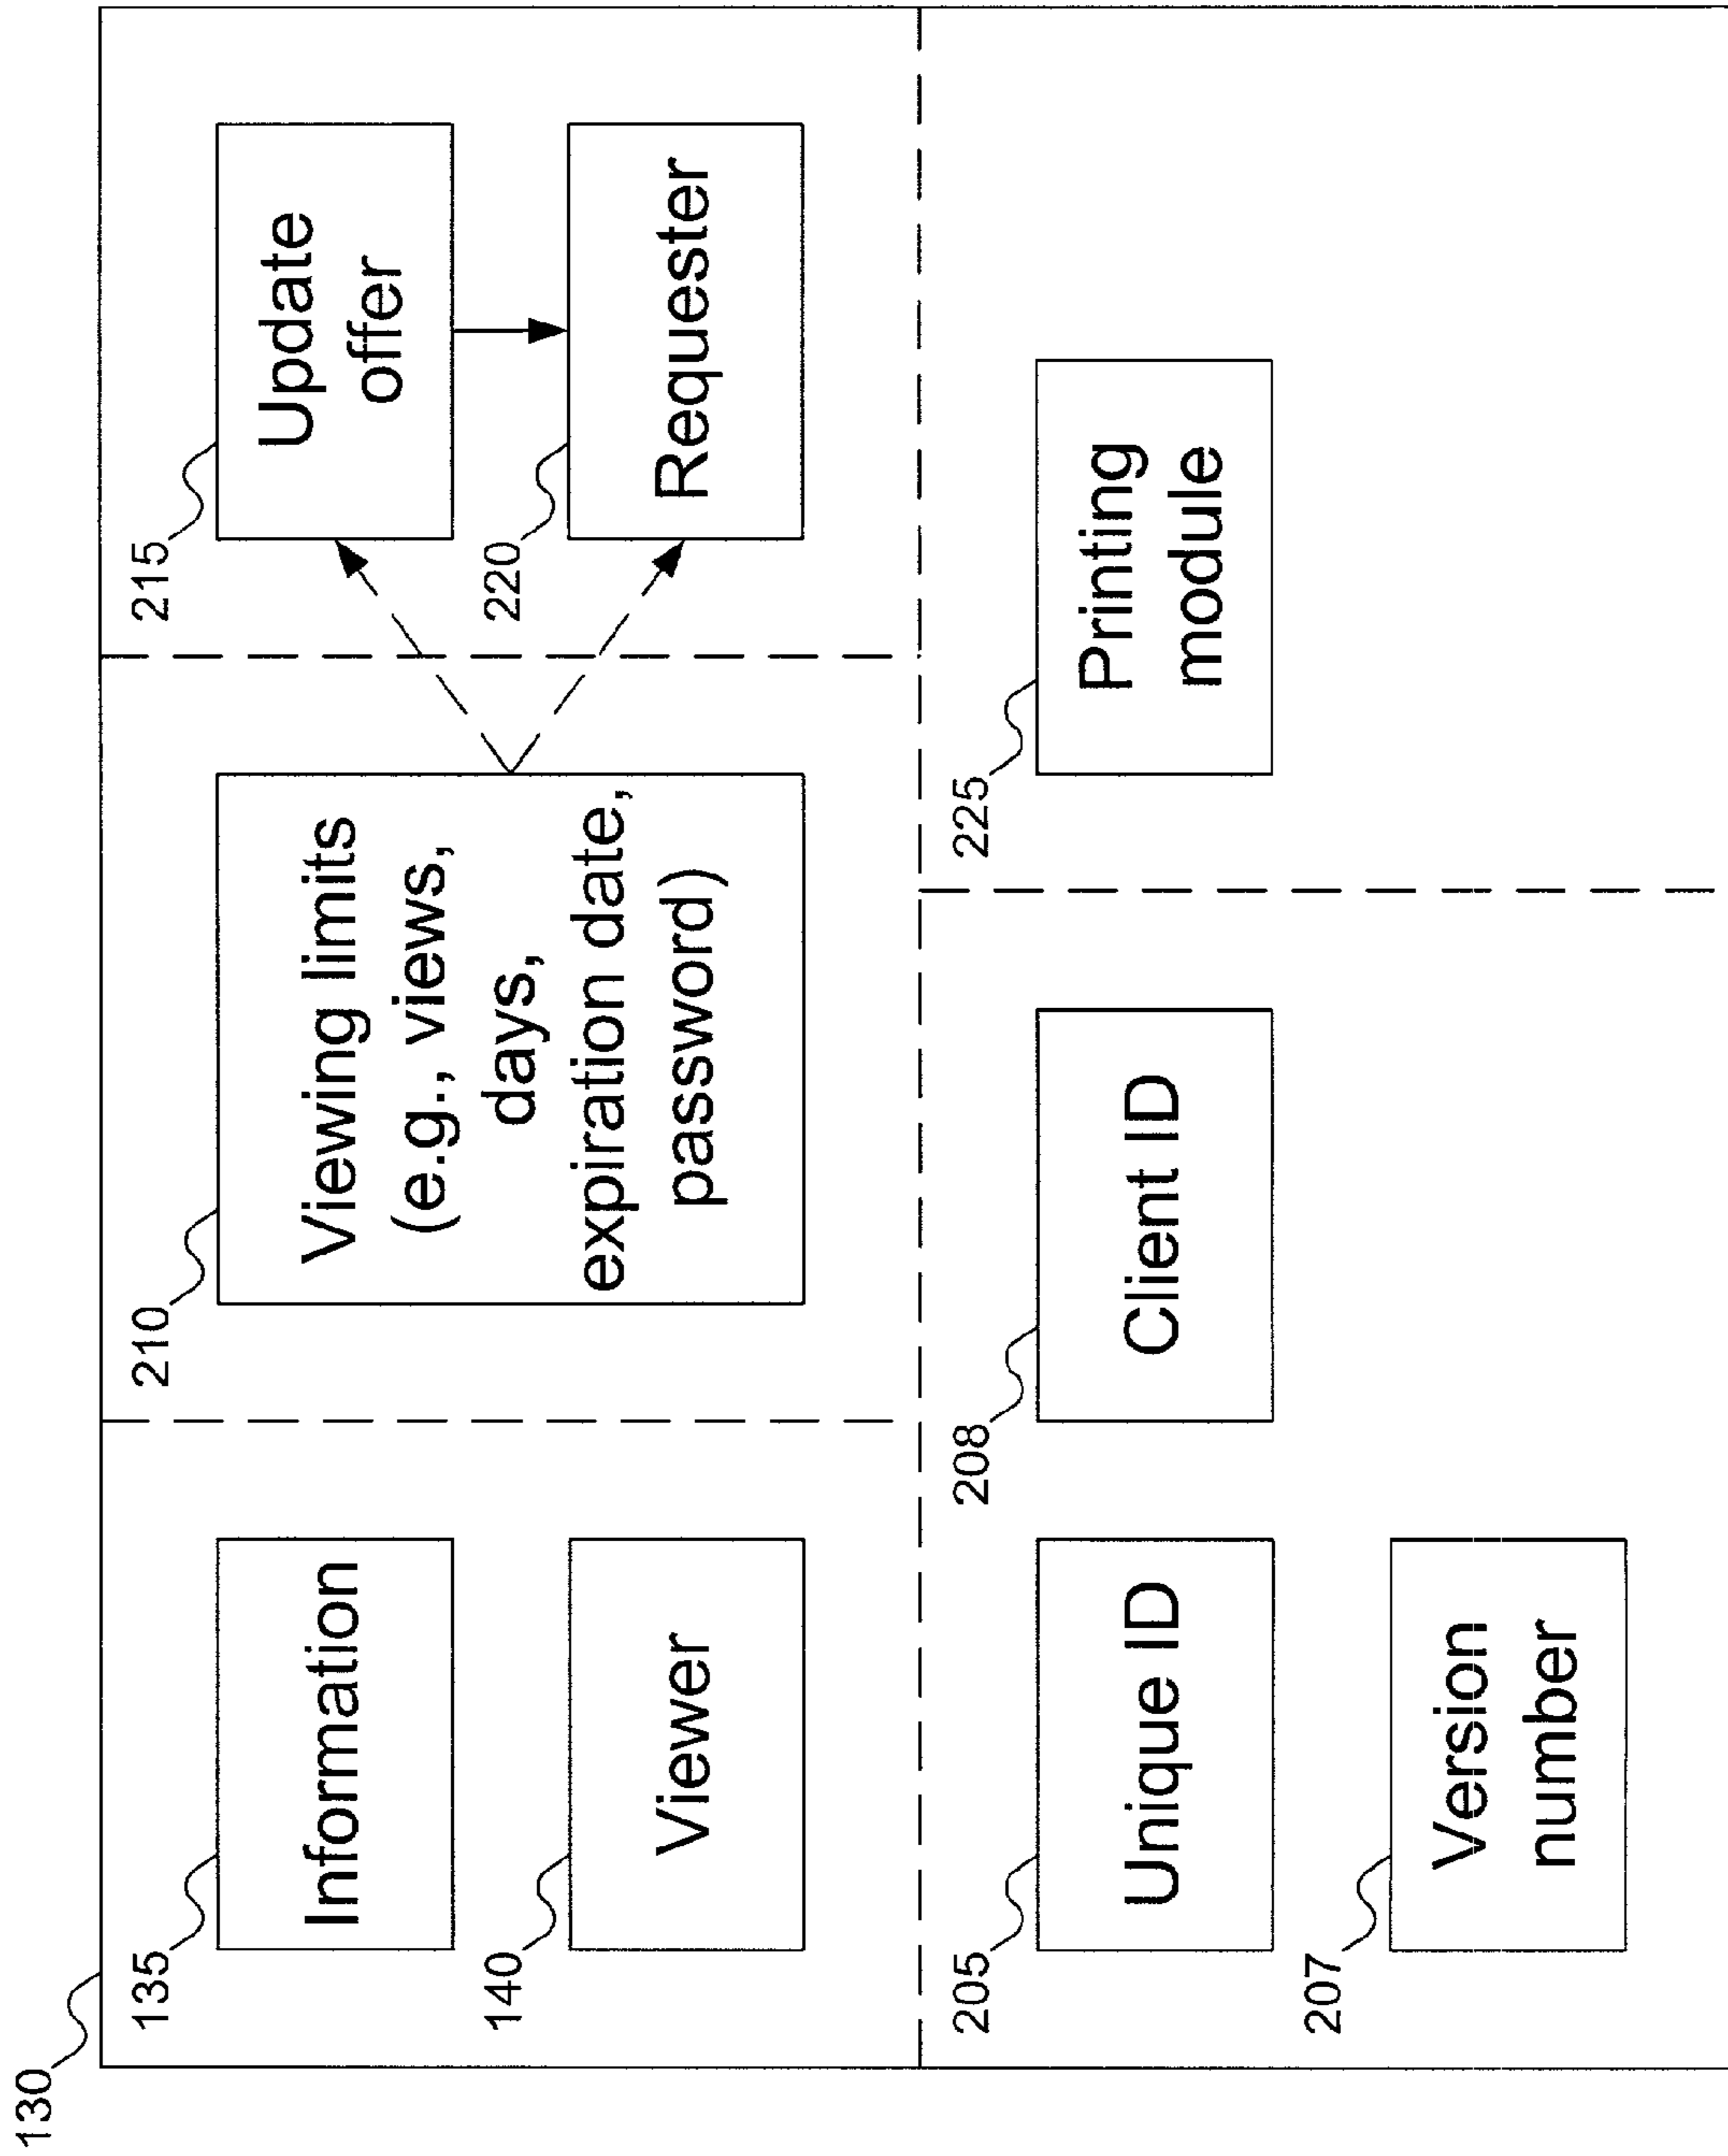 130
135
Information
140
Viewer
210
Viewing limits
(e.g., views,
days,
expiration date,
password)
215
Update
offer
220
Requester
205
Unique ID
207
Version
number
208
Client ID
225
Printing
module